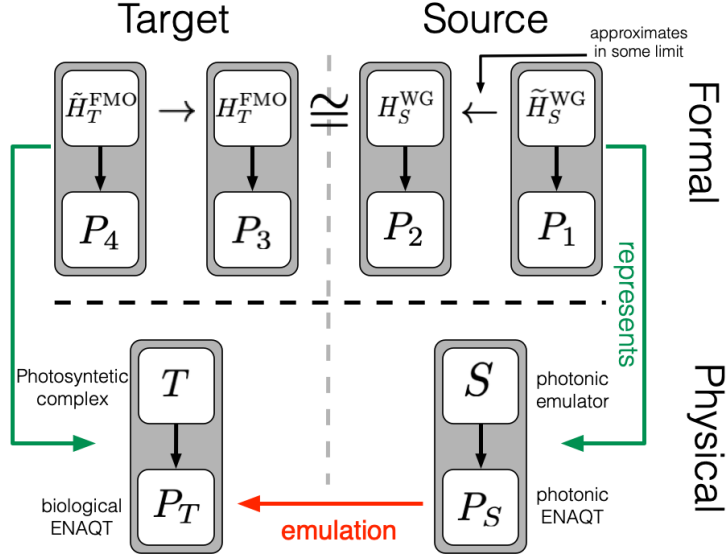 Target
Source
approximates
in some limit
H̃_T^FMO → H_T^FMO ≅ H_S^WG ← H̃_S^WG
P_4 P_3 P_2 P_1
Formal
represents
Photosyntetic
complex
T
S
photonic
emulator
biological
ENAQT
P_T
P_S
photonic
ENAQT
emulation
Physical